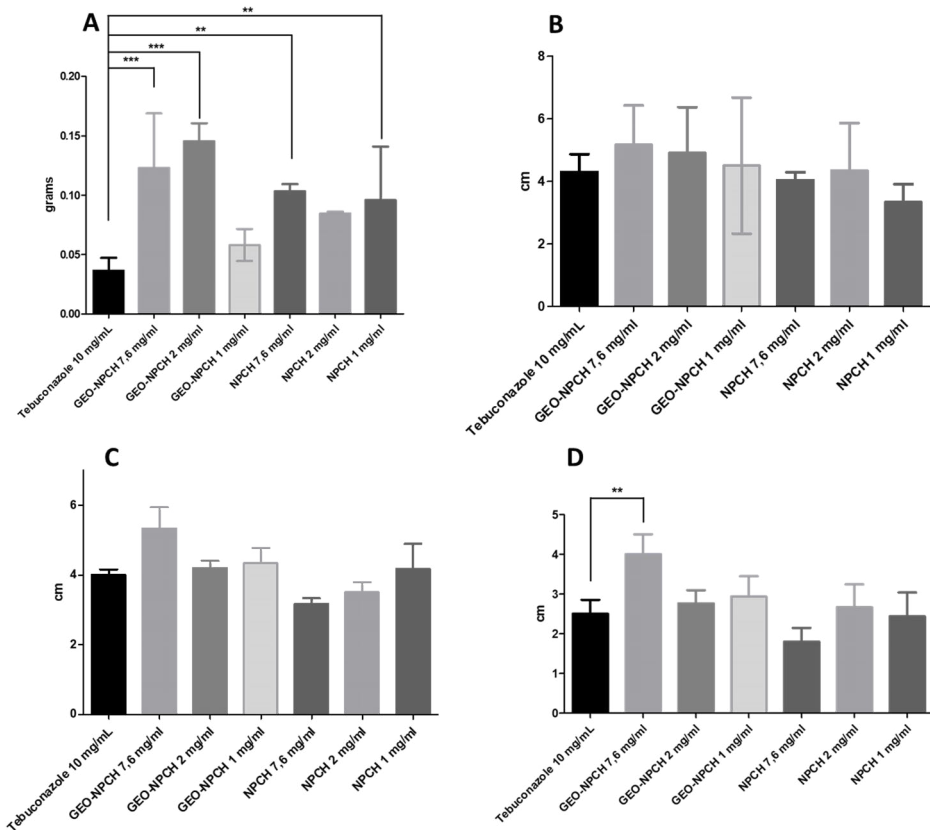 A
**
**
***
***
0.20
0.15
0.10
0.05
0.00
grams
Tebuconazole 10 mg/mL
GEO-NPCH 7,6 mg/ml
GEO-NPCH 2 mg/ml
GEO-NPCH 1 mg/ml
NPCH 7,6 mg/ml
NPCH 2 mg/ml
NPCH 1 mg/ml
B
8
6
4
2
0
cm
Tebuconazole 10 mg/mL
GEO-NPCH 7,6 mg/ml
GEO-NPCH 2 mg/ml
GEO-NPCH 1 mg/ml
NPCH 7,6 mg/ml
NPCH 2 mg/ml
NPCH 1 mg/ml
C
6
4
2
0
cm
Tebuconazole 10 mg/mL
GEO-NPCH 7,6 mg/ml
GEO-NPCH 2 mg/ml
GEO-NPCH 1 mg/ml
NPCH 7,6 mg/ml
NPCH 2 mg/ml
NPCH 1 mg/ml
D
**
5
4
3
2
1
0
cm
Tebuconazole 10 mg/mL
GEO-NPCH 7,6 mg/ml
GEO-NPCH 2 mg/ml
GEO-NPCH 1 mg/ml
NPCH 7,6 mg/ml
NPCH 2 mg/ml
NPCH 1 mg/ml